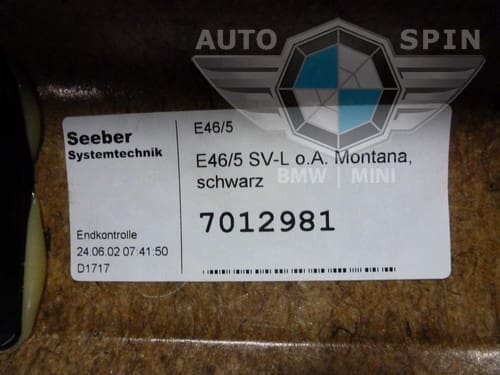 AUTO SPIN
BMW | MINI
Seeber
Systemtechnik
Endkontrolle
24.06.02 07:41:50
D1717
E46/5
E46/5 SV-L o.A. Montana,
schwarz
7012981